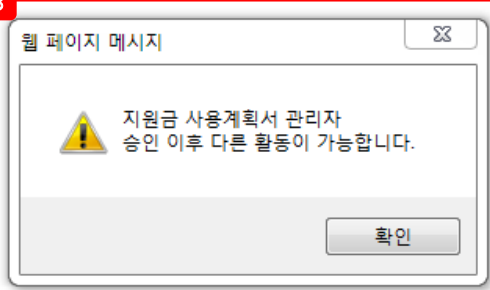 웹 페이지 메시지
지원금 사용계획서 관리자
승인 이후 다른 활동이 가능합니다.
확인